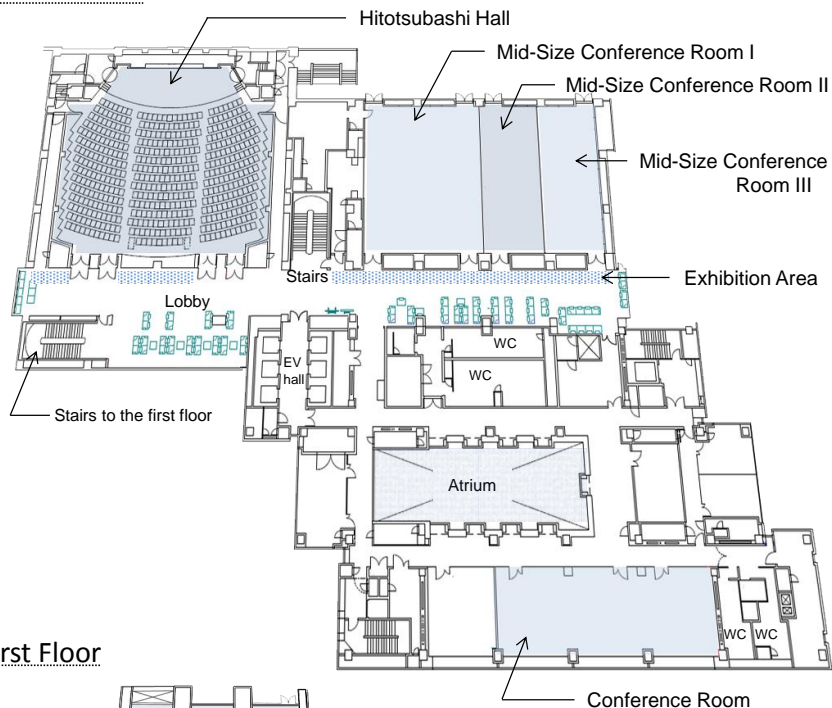 Hitotsubashi Hall
Mid-Size Conference Room I
Mid-Size Conference Room II
Mid-Size Conference
Room III
Exhibition Area
Stairs
Lobby
EV
hall
WC
WC
Stairs to the first floor
Atrium
WC WC
rst Floor
Conference Room